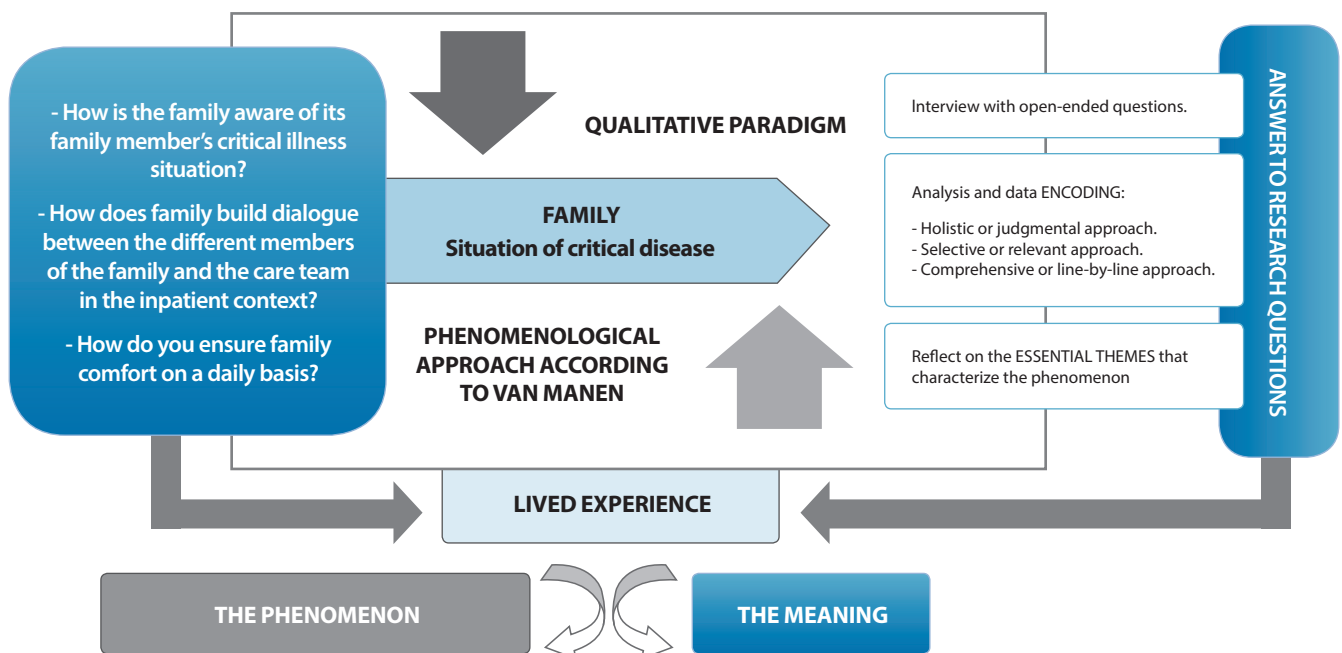 - How is the family aware of its
family member's critical illness
situation?
- How does family build dialogue
between the different members
of the family and the care team
in the inpatient context?
- How do you ensure family
comfort on a daily basis?
QUALITATIVE PARADIGM
FAMILY
Situation of critical disease
PHENOMENOLOGICAL
APPROACH ACCORDING
TO VAN MANEN
Interview with open-ended questions.
Analysis and data ENCODING:
- Holistic or judgmental approach.
- Selective or relevant approach.
- Comprehensive or line-by-line approach.
Reflect on the ESSENTIAL THEMES that
characterize the phenomenon
ANSWER TO RESEARCH QUESTIONS
LIVED EXPERIENCE
THE PHENOMENON
THE MEANING